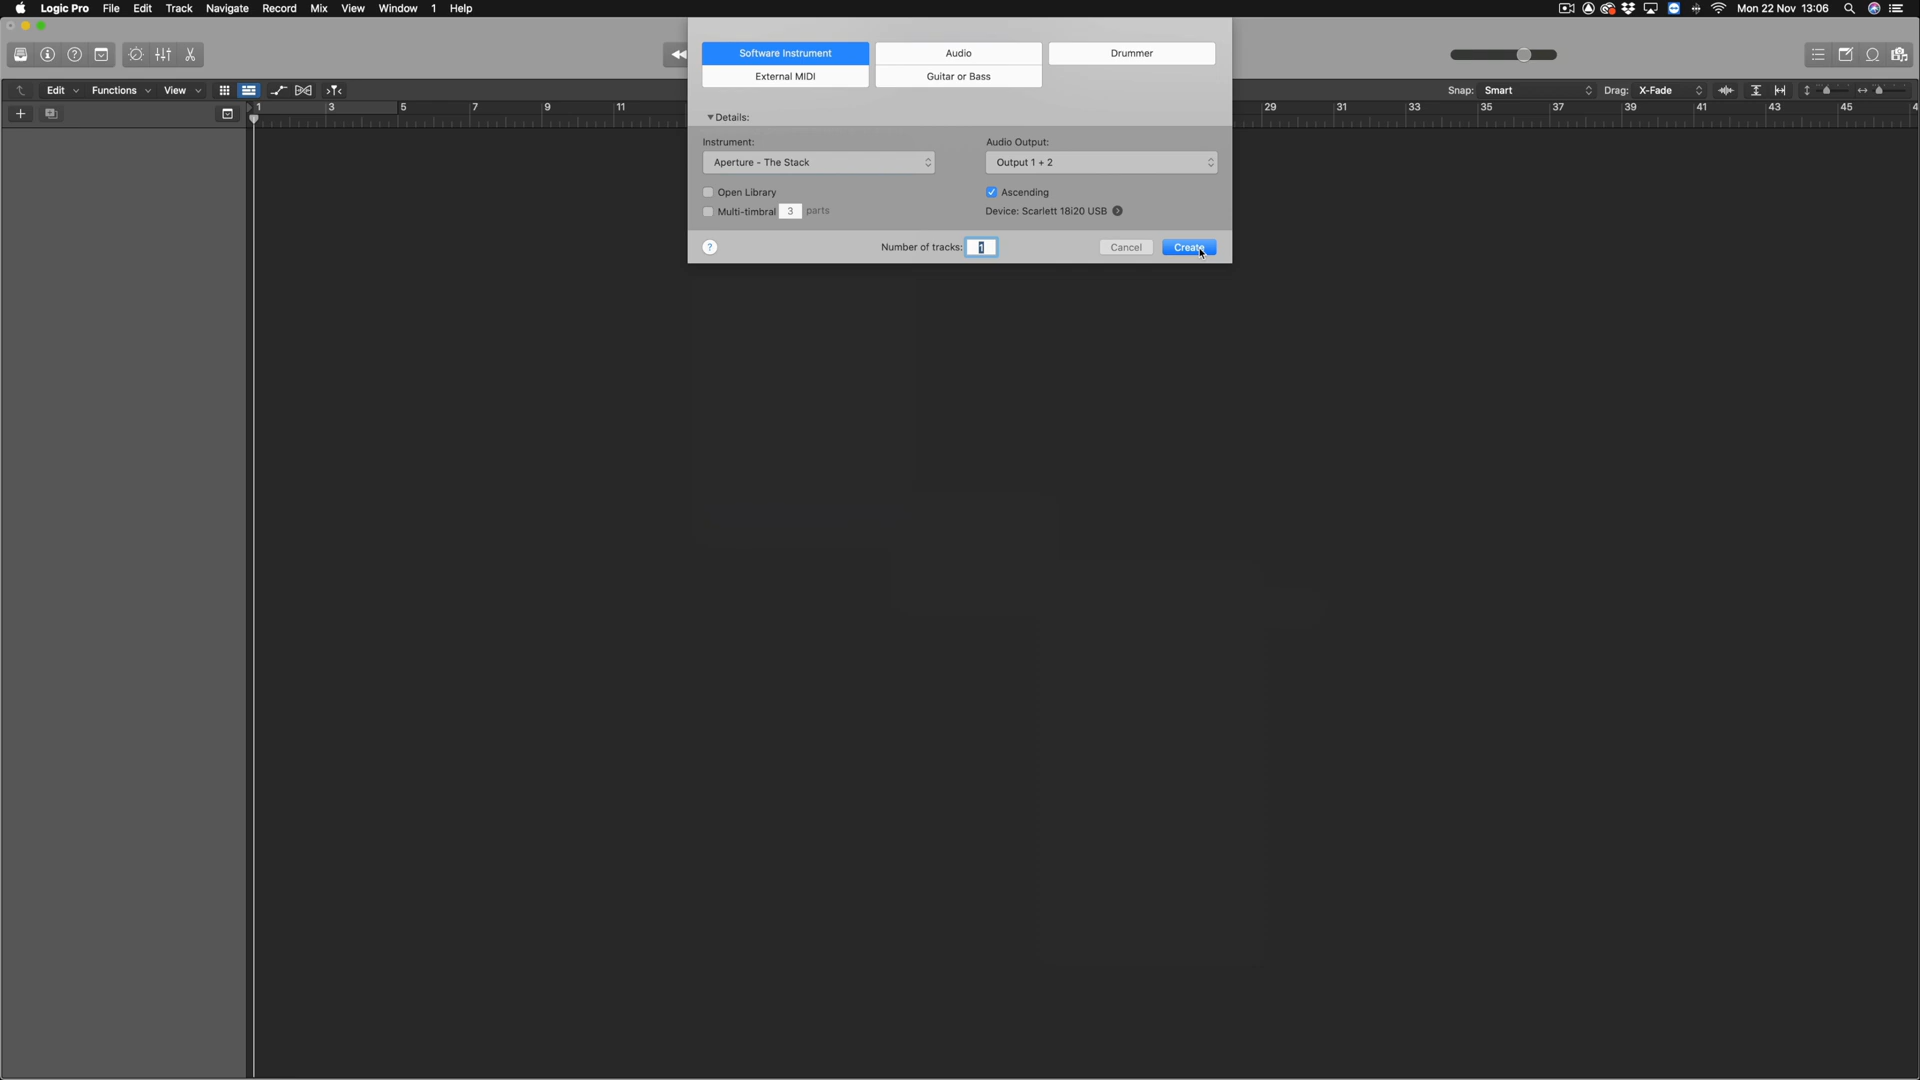 Logic Pro File Edit Track Navigate Record Mix View Window 1 Help Mon 22 Nov 13:06
Software Instrument Audio Drummer
External MIDI Guitar or Bass
Edit Functions View Snap: Smart Drag: X-Fade
1 3 5 7 9 11 29 31 33 35 37 39 41 43 45 4
Details:
Instrument: Audio Output:
Aperture - The Stack Output 1 + 2
Open Library Ascending
Multi-timbral 3 parts Device: Scarlett 18i20 USB
? Number of tracks: 1 Cancel Create